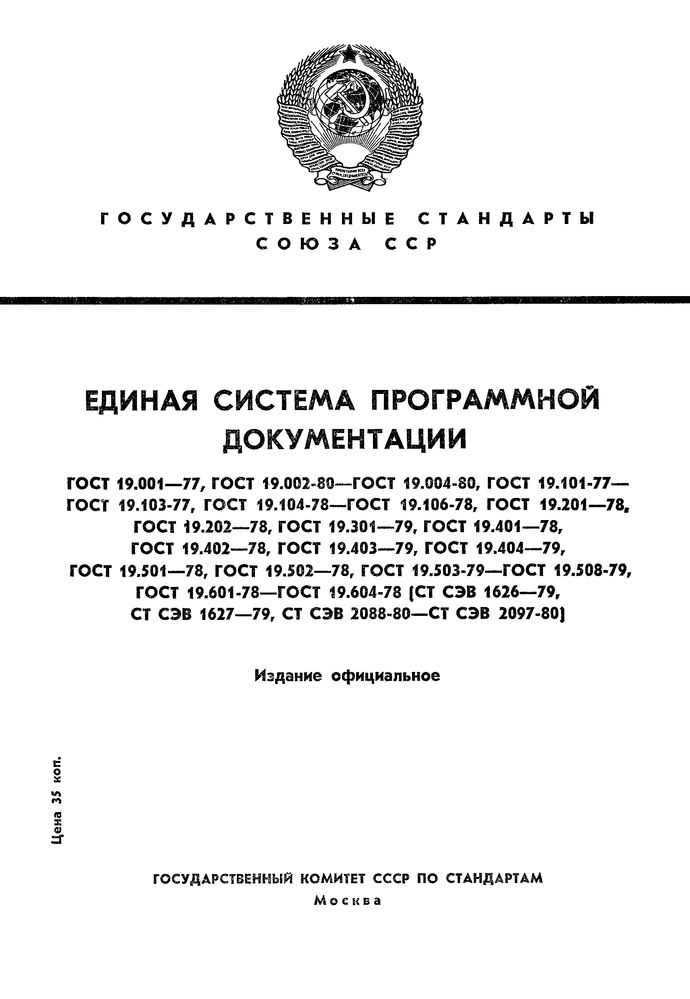 ПРОЛЕТАРИИ ВСЕХ
СТРАН, СОЕДИНЯЙТЕСЬ!
ГОСУДАРСТВЕННЫЕ СТАНДАРТЫ
СОЮЗА ССР
ЕДИНАЯ СИСТЕМА ПРОГРАММНОЙ
ДОКУМЕНТАЦИИ
ГОСТ 19.001—77, ГОСТ 19.002-80—ГОСТ 19.004-80, ГОСТ 19.101-77—
ГОСТ 19.103-77, ГОСТ 19.104-78—ГОСТ 19.106-78, ГОСТ 19.201—78,
ГОСТ 19.202—78, ГОСТ 19.301—79, ГОСТ 19.401—78,
ГОСТ 19.402—78, ГОСТ 19.403—79, ГОСТ 19.404—79,
ГОСТ 19.501—78, ГОСТ 19.502—78, ГОСТ 19.503-79—ГОСТ 19.508-79,
ГОСТ 19.601-78—ГОСТ 19.604-78 (СТ СЭВ 1626—79,
СТ СЭВ 1627—79, СТ СЭВ 2088-80—СТ СЭВ 2097-80)
Издание официальное
Цена 35 коп.
ГОСУДАРСТВЕННЫЙ КОМИТЕТ СССР ПО СТАНДАРТАМ
Москва